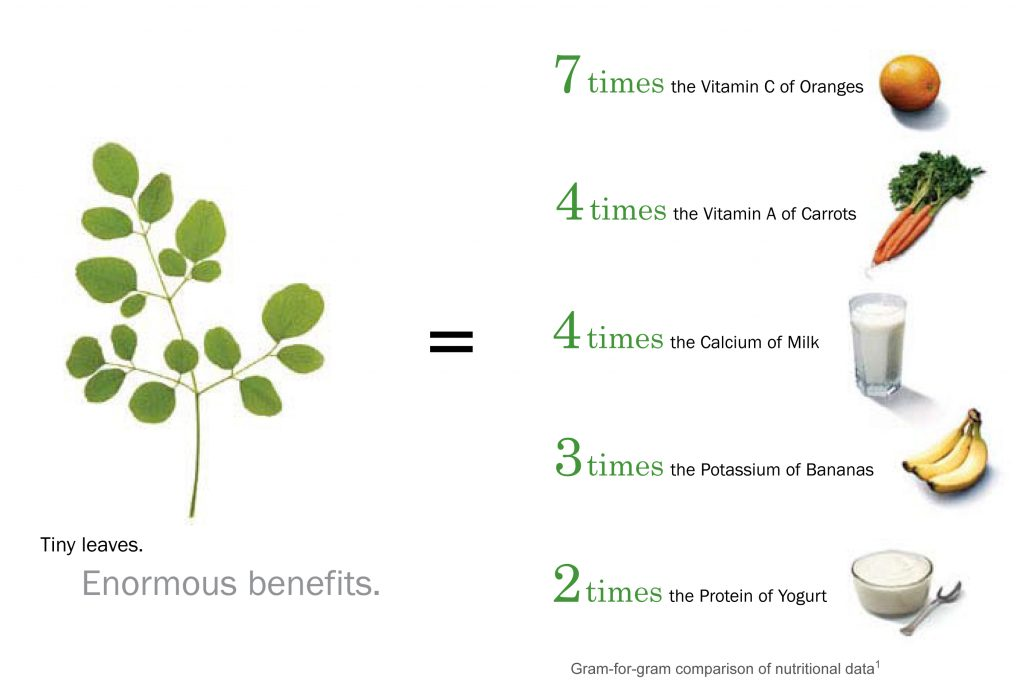 7 times the Vitamin C of Oranges
4 times the Vitamin A of Carrots
=
4 times the Calcium of Milk
3 times the Potassium of Bananas
Tiny leaves.
Enormous benefits.
2 times the Protein of Yogurt
Gram-for-gram comparison of nutritional data¹